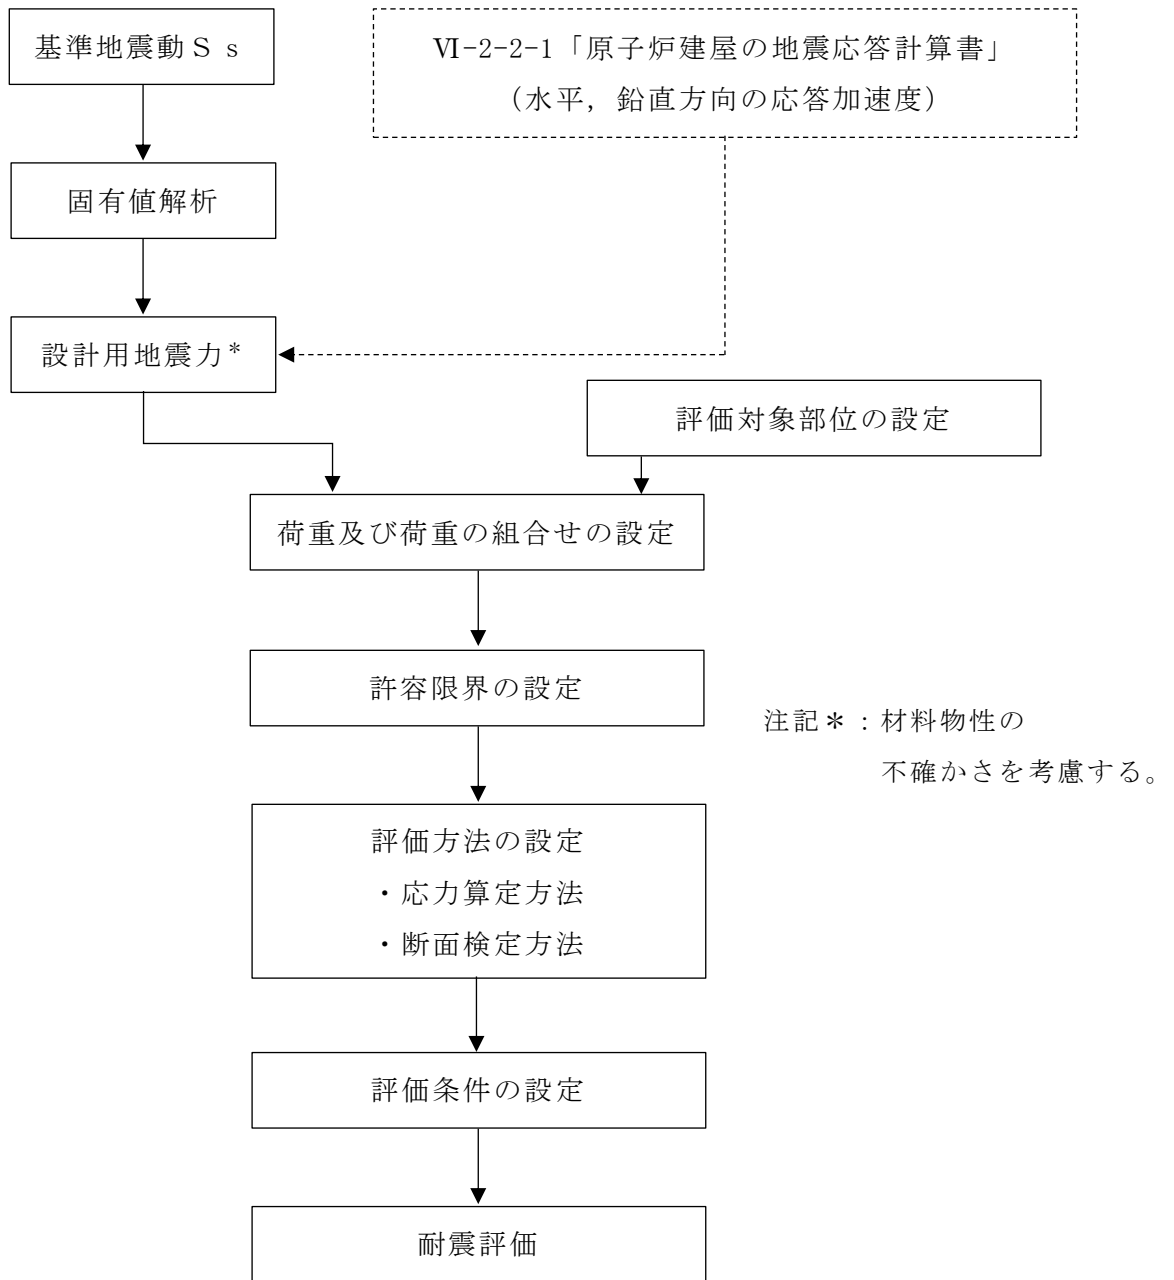 基準地震動Ｓｓ
Ⅵ-2-2-1「原子炉建屋の地震応答計算書」
（水平，鉛直方向の応答加速度）
固有値解析
設計用地震力*
評価対象部位の設定
荷重及び荷重の組合せの設定
許容限界の設定
注記＊：材料物性の
不確かさを考慮する。
評価方法の設定
・応力算定方法
・断面検定方法
評価条件の設定
耐震評価